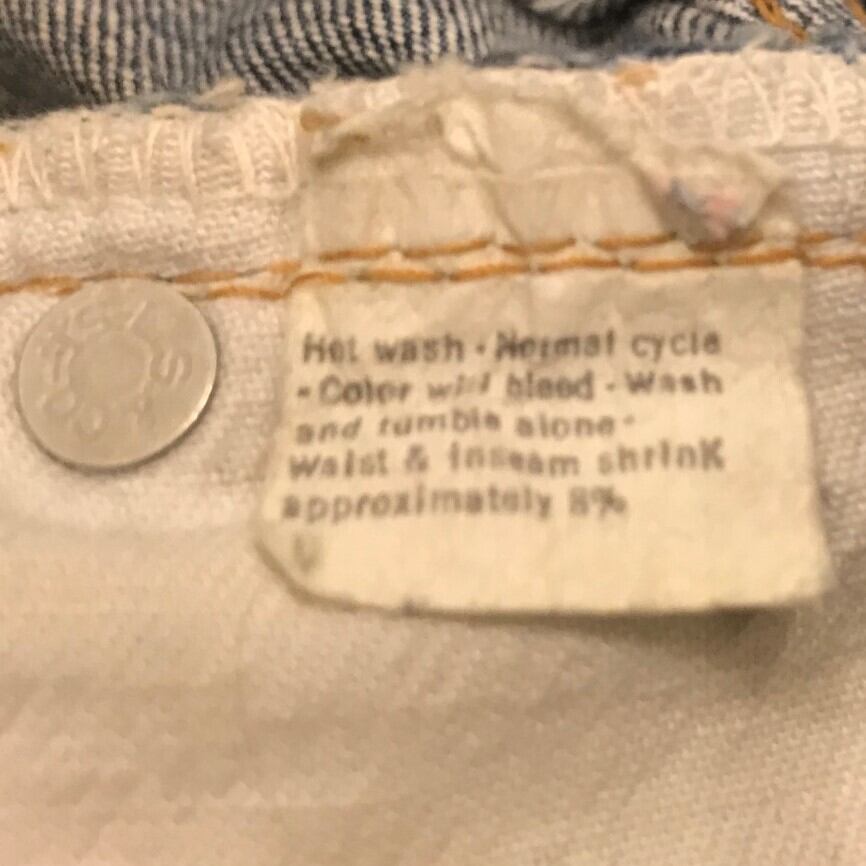 Hot wash - Normal cycle
- Color will bleed - Wash
and tumble alone -
Waist & inseam shrink
approximately 8%